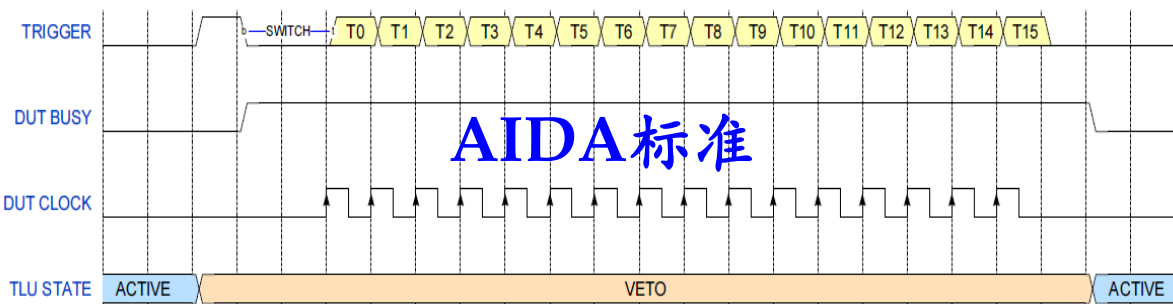 TRIGGER b SWITCH t T0 T1 T2 T3 T4 T5 T6 T7 T8 T9 T10 T11 T12 T13 T14 T15
DUT BUSY
AIDA标准
DUT CLOCK
TLU STATE ACTIVE VETO ACTIVE